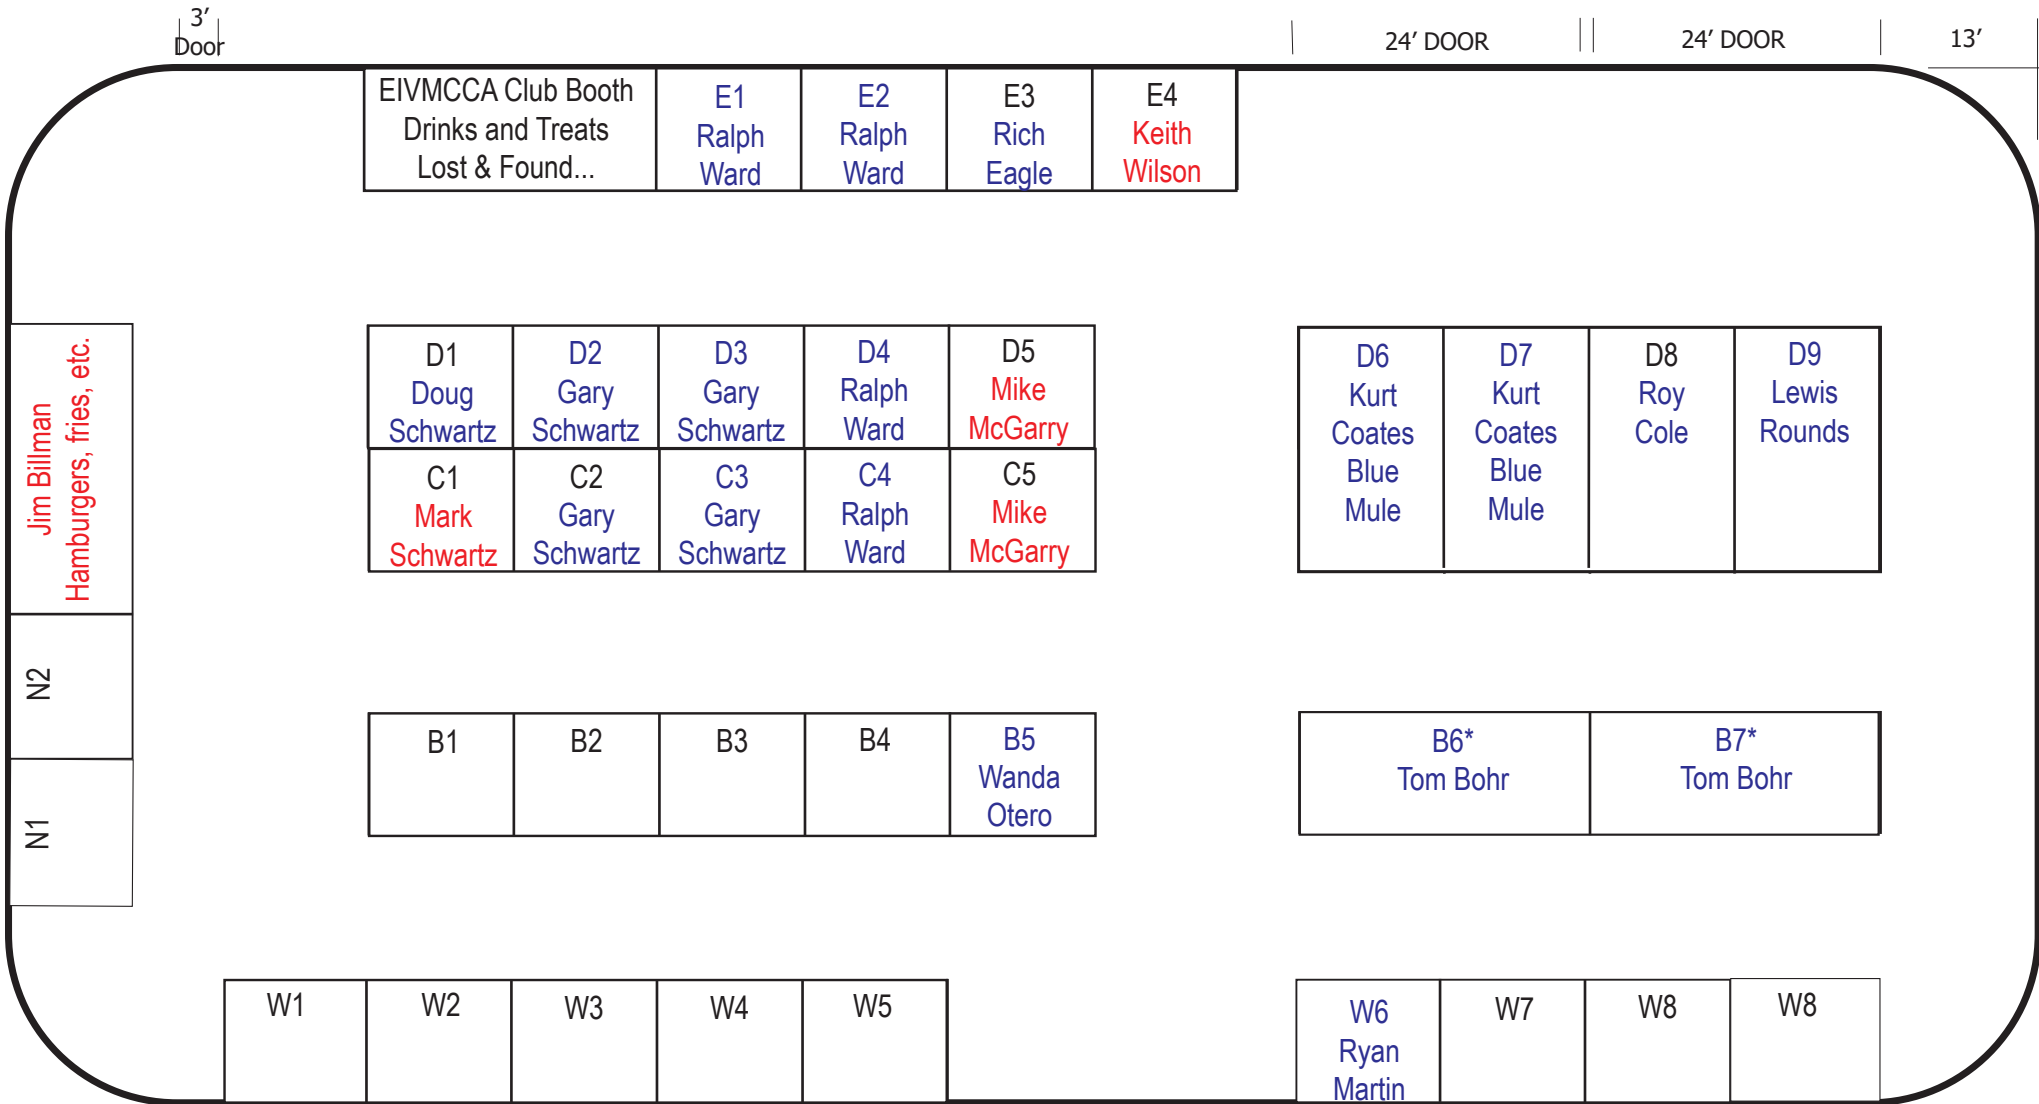 3′
Door
24′ DOOR
24′ DOOR
13′
EIVMCCA Club Booth
Drinks and Treats
Lost & Found...
E1
Ralph
Ward
E2
Ralph
Ward
E3
Rich
Eagle
E4
Keith
Wilson
Jim Billman
Hamburgers, fries, etc.
N2
N1
D1
Doug
Schwartz
D2
Gary
Schwartz
D3
Gary
Schwartz
D4
Ralph
Ward
D5
Mike
McGarry
C1
Mark
Schwartz
C2
Gary
Schwartz
C3
Gary
Schwartz
C4
Ralph
Ward
C5
Mike
McGarry
D6
Kurt
Coates
Blue
Mule
D7
Kurt
Coates
Blue
Mule
D8
Roy
Cole
D9
Lewis
Rounds
B1
B2
B3
B4
B5
Wanda
Otero
B6*
Tom Bohr
B7*
Tom Bohr
W1
W2
W3
W4
W5
W6
Ryan
Martin
W7
W8
W8